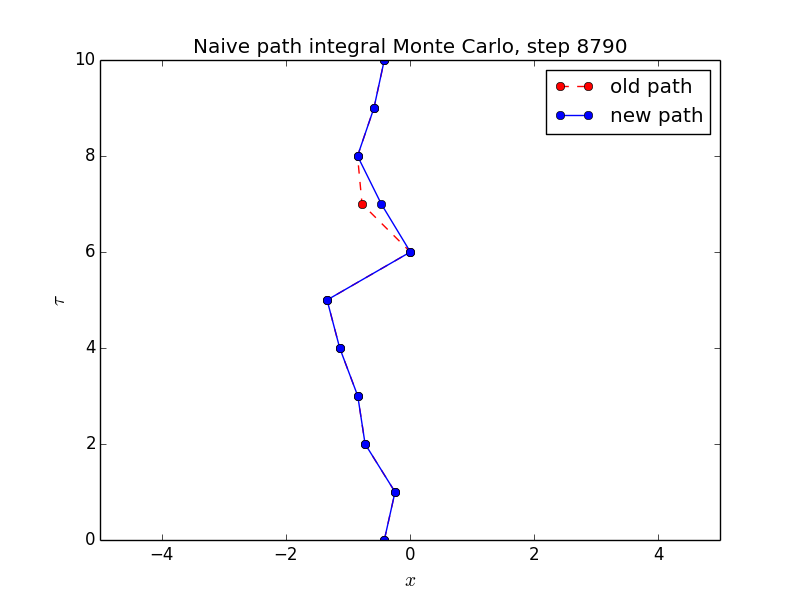 Naive path integral Monte Carlo, step 8790
old path
new path
10
8
6
4
2
0
τ
−4 −2 0 2 4
x